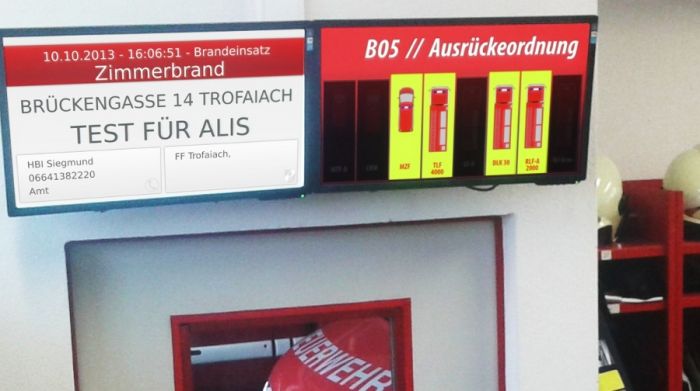 10.10.2013 - 16:06:51 - Brandeinsatz
Zimmerbrand
BRÜCKENGASSE 14 TROFAIACH
TEST FÜR ALIS
HBI Siegmund
06641382220
Amt
FF Trofaiach,
B05 // Ausrückeordnung
MZF
TLF
4000
DLK 30
RLF-A
2000
FEUERWEHR